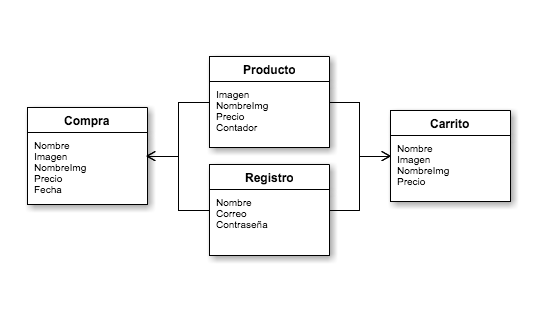 Producto
Imagen
NombreImg
Precio
Contador
Compra
Nombre
Imagen
NombreImg
Precio
Fecha
Carrito
Nombre
Imagen
NombreImg
Precio
Registro
Nombre
Correo
Contraseña